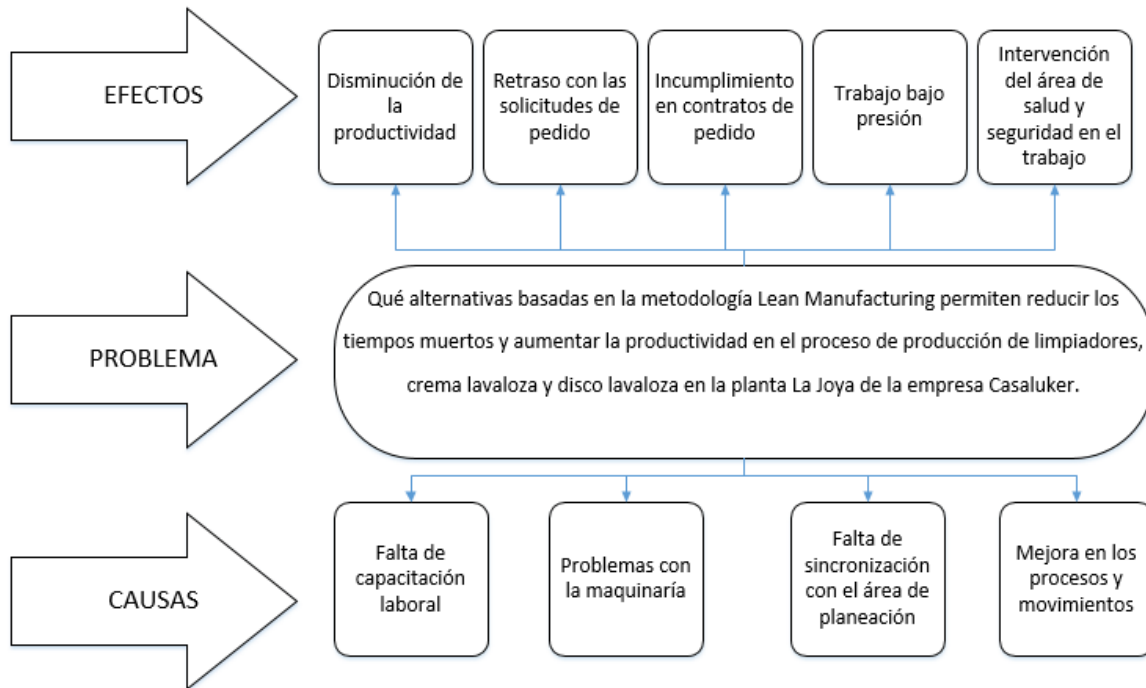 EFECTOS
Disminución de
la
productividad
Retraso con las
solicitudes de
pedido
Incumplimiento
en contratos de
pedido
Trabajo bajo
presión
Intervención
del área de
salud y
seguridad en el
trabajo
PROBLEMA
Qué alternativas basadas en la metodología Lean Manufacturing permiten reducir los
tiempos muertos y aumentar la productividad en el proceso de producción de limpiadores,
crema lavaloza y disco lavaloza en la planta La Joya de la empresa Casaluker.
CAUSAS
Falta de
capacitación
laboral
Problemas con
la maquinaría
Falta de
sincronización
con el área de
planeación
Mejora en los
procesos y
movimientos